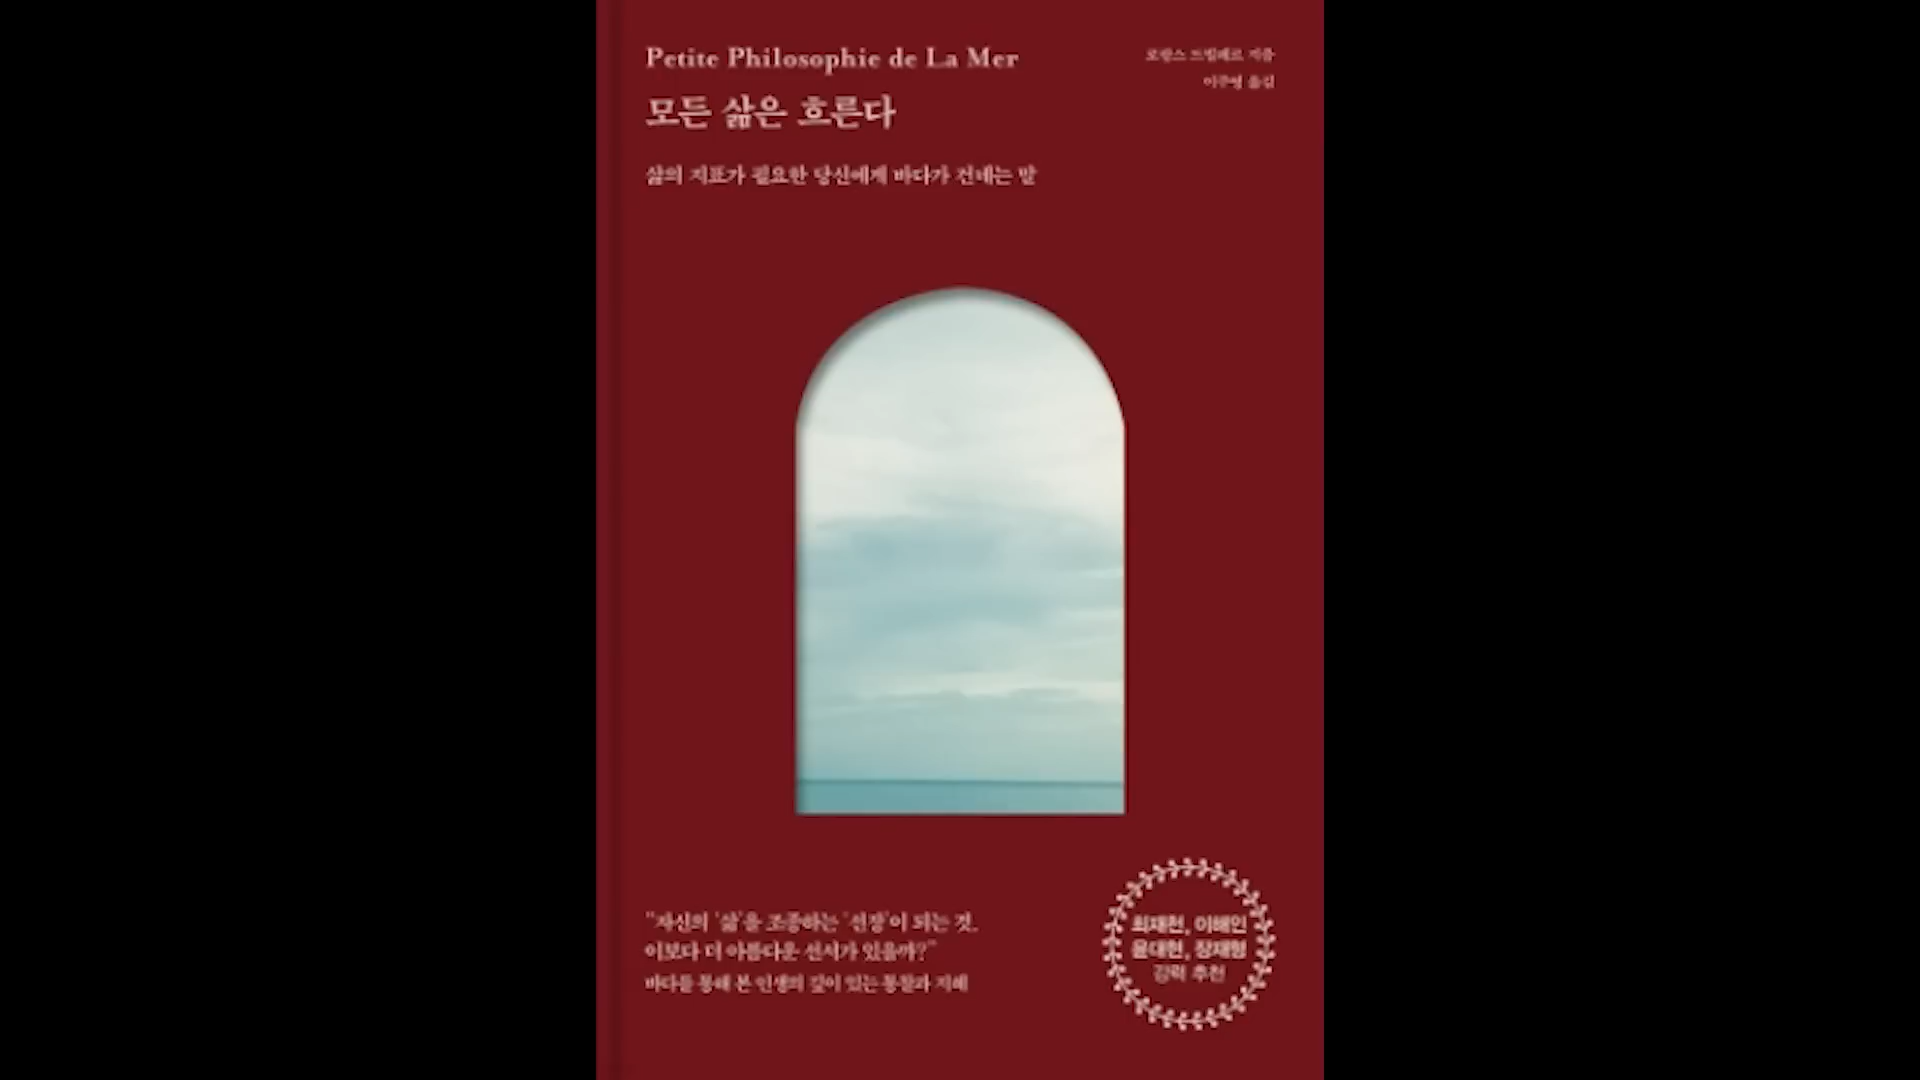 Petite Philosophie de La Mer
모든 삶은 흐른다
삶의 지표가 필요한 당신에게 바다가 건네는 말
로랑스 드빌레르 지음
이주영 옮김
"자신의 '삶'을 조종하는 '선장'이 되는 것,
이보다 더 아름다운 선서가 있을까?"
바다를 통해 본 인생의 깊이 있는 통찰과 지혜
최재천, 이해인
윤대현, 장재형
강력 추천